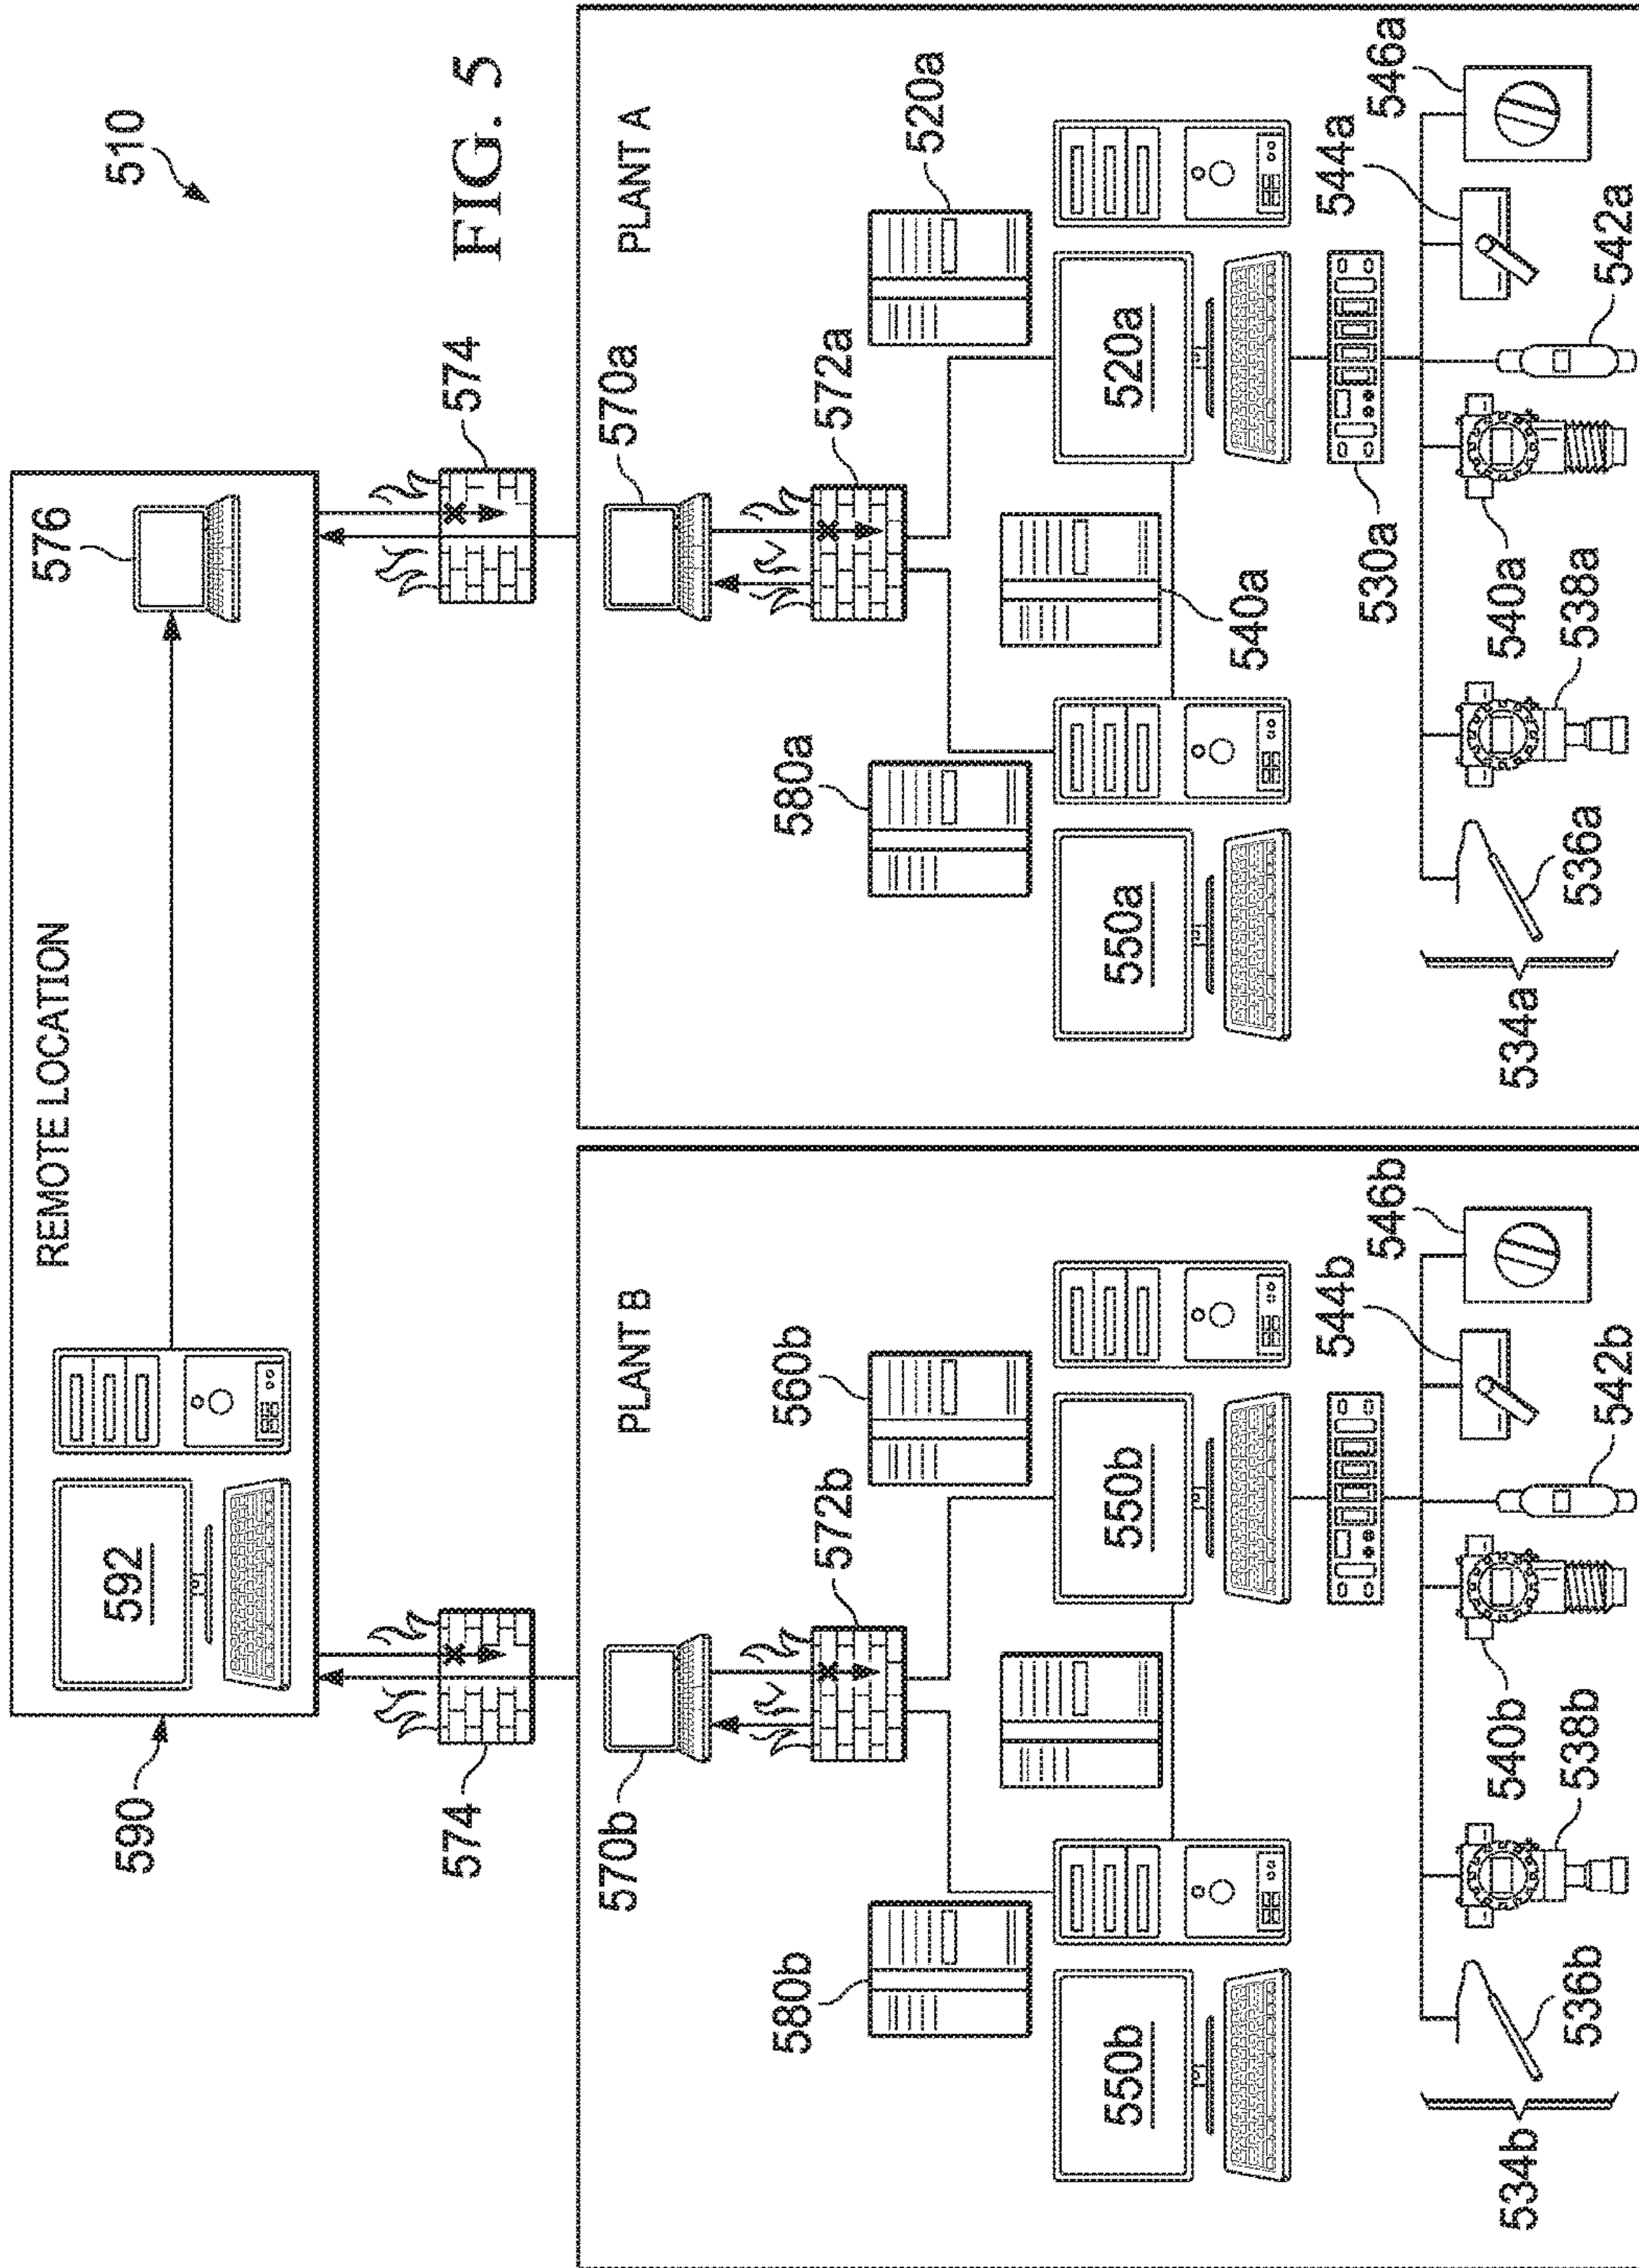 510
FIG. 5
REMOTE LOCATION
590
592
576
574
574
PLANT B
570b
572b
580b
560b
550b
550b
534b
536b
538b
540b
542b
544b
546b
PLANT A
570a
572a
580a
520a
540a
550a
520a
530a
534a
536a
538a
540a
542a
544a
546a